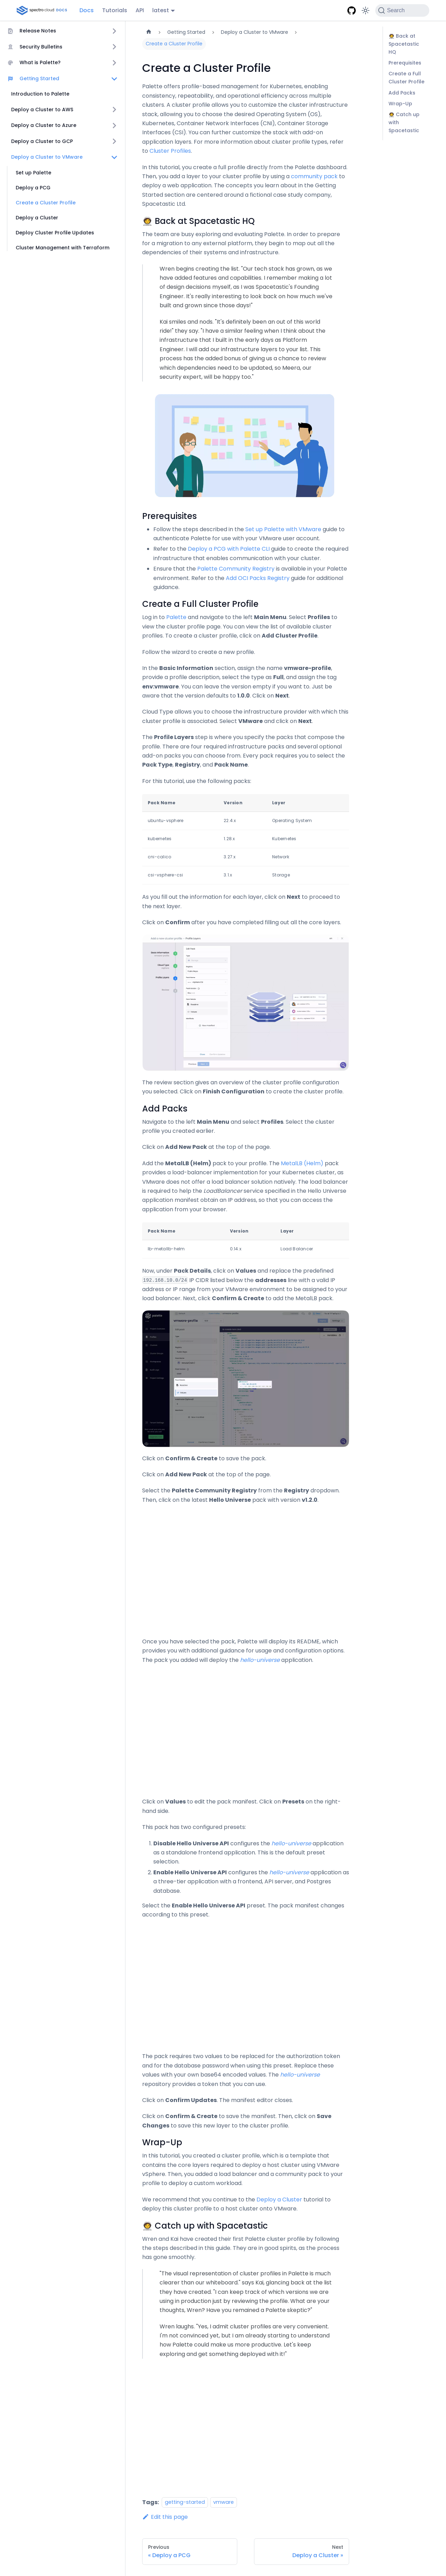 spectrocloud DOCS
Docs
Tutorials
API
latest
Search
Release Notes
Security Bulletins
What is Palette?
Getting Started
Introduction to Palette
Deploy a Cluster to AWS
Deploy a Cluster to Azure
Deploy a Cluster to GCP
Deploy a Cluster to VMware
Set up Palette
Deploy a PCG
Create a Cluster Profile
Deploy a Cluster
Deploy Cluster Profile Updates
Cluster Management with Terraform
Getting Started
Deploy a Cluster to VMware
Create a Cluster Profile
Create a Cluster Profile
Palette offers profile-based management for Kubernetes, enabling
consistency, repeatability, and operational efficiency across multiple
clusters. A cluster profile allows you to customize the cluster infrastructure
stack, allowing you to choose the desired Operating System (OS),
Kubernetes, Container Network Interfaces (CNI), Container Storage
Interfaces (CSI). You can further customize the stack with add-on
application layers. For more information about cluster profile types, refer
to Cluster Profiles.
In this tutorial, you create a full profile directly from the Palette dashboard.
Then, you add a layer to your cluster profile by using a community pack to
deploy a web application. The concepts you learn about in the Getting
Started section are centered around a fictional case study company,
Spacetastic Ltd.
🧑‍🚀 Back at Spacetastic HQ
The team are busy exploring and evaluating Palette. In order to prepare
for a migration to an external platform, they begin to map out all the
dependencies of their systems and infrastructure.
Wren begins creating the list. "Our tech stack has grown, as we
have added features and experimented. I remember making a lot
of design decisions myself, as I was Spacetastic's Founding
Engineer. It's really interesting to look back on how much we've
built and grown since those days!"
Kai smiles and nods. "It's definitely been an out of this world
ride!" they say. "I have a similar feeling when I think about the
infrastructure that I built in the early days as Platform
Engineer. I will add our infrastructure layers to your list. This
process has the added bonus of giving us a chance to review
dependencies we may not have updated, so Meera, our
security expert, will be happy too."
Prerequisites
Follow the steps described in the Set up Palette with VMware guide to
authenticate Palette for use with your VMware user account.
Refer to the Deploy a PCG with Palette CLI guide to create the required
infrastructure that enables communication with your cluster.
Ensure that the Palette Community Registry is available in your Palette
environment. Refer to the Add OCI Packs Registry guide for additional
guidance.
Create a Full Cluster Profile
Log in to Palette and navigate to the left Main Menu. Select Profiles to
view the cluster profile page. You can view the list of available cluster
profiles. To create a cluster profile, click on Add Cluster Profile.
Follow the wizard to create a new profile.
In the Basic Information section, assign the name vmware-profile,
provide a profile description, select the type as Full, and assign the tag
env:vmware. You can leave the version empty if you want to. Just be
aware that the version defaults to 1.0.0. Click on Next.
Cloud Type allows you to choose the infrastructure provider with which this
cluster profile is associated. Select VMware and click on Next.
The Profile Layers step is where you specify the packs that compose the
profile. There are four required infrastructure packs and several optional
add-on packs you can choose from. Every pack requires you to select the
Pack Type, Registry, and Pack Name.
For this tutorial, use the following packs:
Pack Name Version Layer
ubuntu-vsphere 22.4.x Operating System
kubernetes 1.28.x Kubernetes
cni-calico 3.27.x Network
csi-vsphere-csi 3.1.x Storage
As you fill out the information for each layer, click on Next to proceed to
the next layer.
Click on Confirm after you have completed filling out all the core layers.
The review section gives an overview of the cluster profile configuration
you selected. Click on Finish Configuration to create the cluster profile.
Add Packs
Navigate to the left Main Menu and select Profiles. Select the cluster
profile you created earlier.
Click on Add New Pack at the top of the page.
Add the MetalLB (Helm) pack to your profile. The MetalLB (Helm) pack
provides a load-balancer implementation for your Kubernetes cluster, as
VMware does not offer a load balancer solution natively. The load balancer
is required to help the LoadBalancer service specified in the Hello Universe
application manifest obtain an IP address, so that you can access the
application from your browser.
Pack Name Version Layer
lb-metallb-helm 0.14.x Load Balancer
Now, under Pack Details, click on Values and replace the predefined
192.168.10.0/24 IP CIDR listed below the addresses line with a valid IP
address or IP range from your VMware environment to be assigned to your
load balancer. Next, click Confirm & Create to add the MetalLB pack.
Click on Confirm & Create to save the pack.
Click on Add New Pack at the top of the page.
Select the Palette Community Registry from the Registry dropdown.
Then, click on the latest Hello Universe pack with version v1.2.0.
Once you have selected the pack, Palette will display its README, which
provides you with additional guidance for usage and configuration options.
The pack you added will deploy the hello-universe application.
Click on Values to edit the pack manifest. Click on Presets on the right-
hand side.
This pack has two configured presets:
1. Disable Hello Universe API configures the hello-universe application
as a standalone frontend application. This is the default preset
selection.
2. Enable Hello Universe API configures the hello-universe application as
a three-tier application with a frontend, API server, and Postgres
database.
Select the Enable Hello Universe API preset. The pack manifest changes
according to this preset.
The pack requires two values to be replaced for the authorization token
and for the database password when using this preset. Replace these
values with your own base64 encoded values. The hello-universe
repository provides a token that you can use.
Click on Confirm Updates. The manifest editor closes.
Click on Confirm & Create to save the manifest. Then, click on Save
Changes to save this new layer to the cluster profile.
Wrap-Up
In this tutorial, you created a cluster profile, which is a template that
contains the core layers required to deploy a host cluster using VMware
vSphere. Then, you added a load balancer and a community pack to your
profile to deploy a custom workload.
We recommend that you continue to the Deploy a Cluster tutorial to
deploy this cluster profile to a host cluster onto VMware.
🧑‍🚀 Catch up with Spacetastic
Wren and Kai have created their first Palette cluster profile by following
the steps described in this guide. They are in good spirits, as the process
has gone smoothly.
"The visual representation of cluster profiles in Palette is much
clearer than our whiteboard." says Kai, glancing back at the list
they have created. "I can keep track of which versions we are
using in production just by reviewing the profile. What are your
thoughts, Wren? Have you remained a Palette skeptic?"
Wren laughs. "Yes, I admit cluster profiles are very convenient.
I'm not convinced yet, but I am already starting to understand
how Palette could make us more productive. Let's keep
exploring and get something deployed with it!"
Tags: getting-started vmware
Edit this page
Previous
« Deploy a PCG
Next
Deploy a Cluster »
🧑‍🚀 Back at
Spacetastic
HQ
Prerequisites
Create a Full
Cluster Profile
Add Packs
Wrap-Up
🧑‍🚀 Catch up
with
Spacetastic